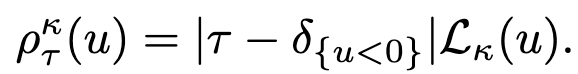 ρ_τ^κ(u) = |τ − δ_{u<0}|ℒ_κ(u).